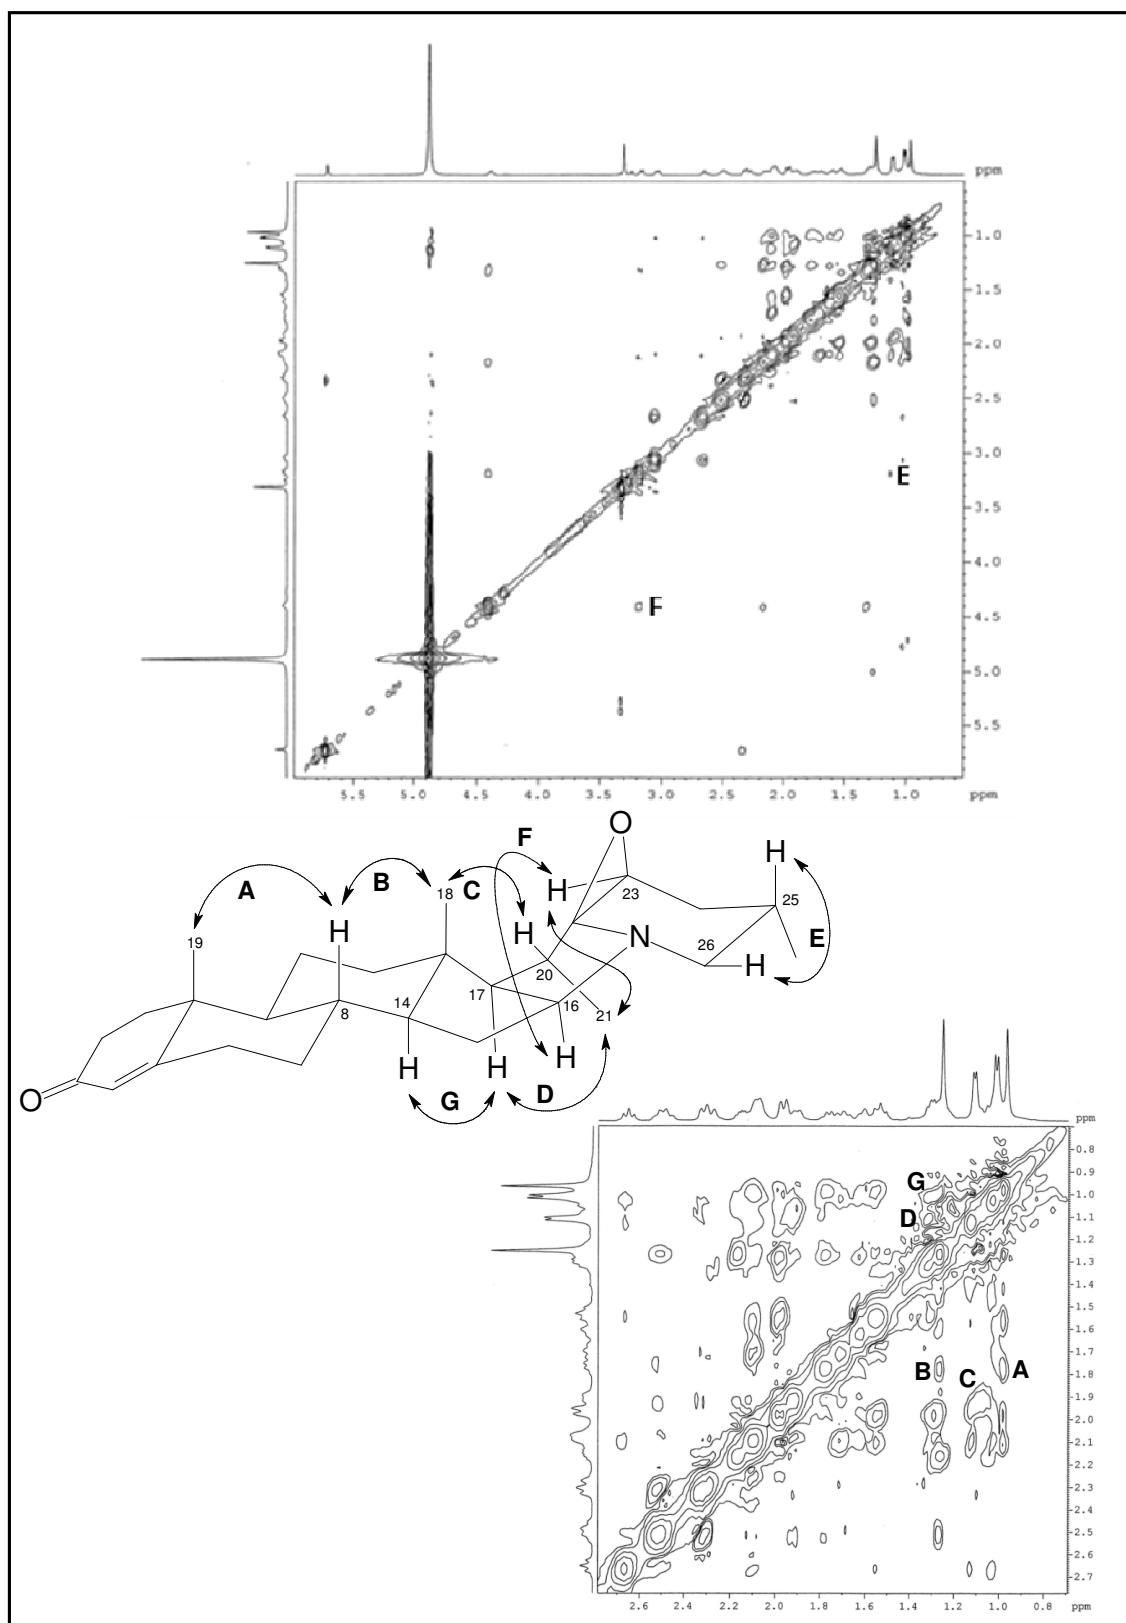 ppm
1.0
1.5
2.0
2.5
3.0
E
3.5
4.0
F
4.5
5.0
5.5
5.5 5.0 4.5 4.0 3.5 3.0 2.5 2.0 1.5 1.0 ppm
O
F
H
A B 18 C H 23 25
H H N E
19 26 H
20
17 16 21
8 14
H H H
O G D
ppm
0.8
G 0.9
1.0
D 1.1
1.2
1.3
1.4
1.5
1.6
1.7
B C A 1.8
1.9
2.0
2.1
2.2
2.3
2.4
2.5
2.6
2.7
2.6 2.4 2.2 2.0 1.8 1.6 1.4 1.2 1.0 0.8 ppm